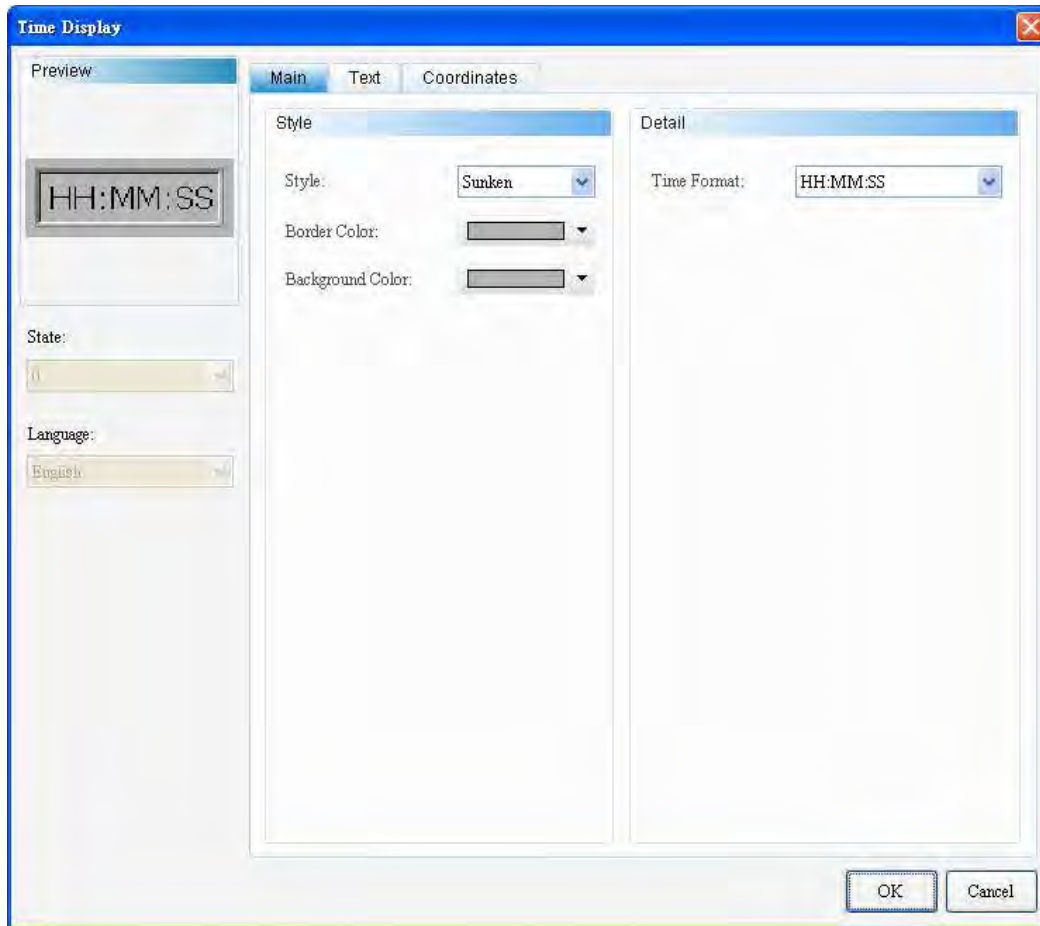 Time Display
Preview
HH:MM:SS
State:
0
Language:
English
Main Text Coordinates
Style
Style: Sunken
Border Color:
Background Color:
Detail
Time Format: HH:MM:SS
OK Cancel